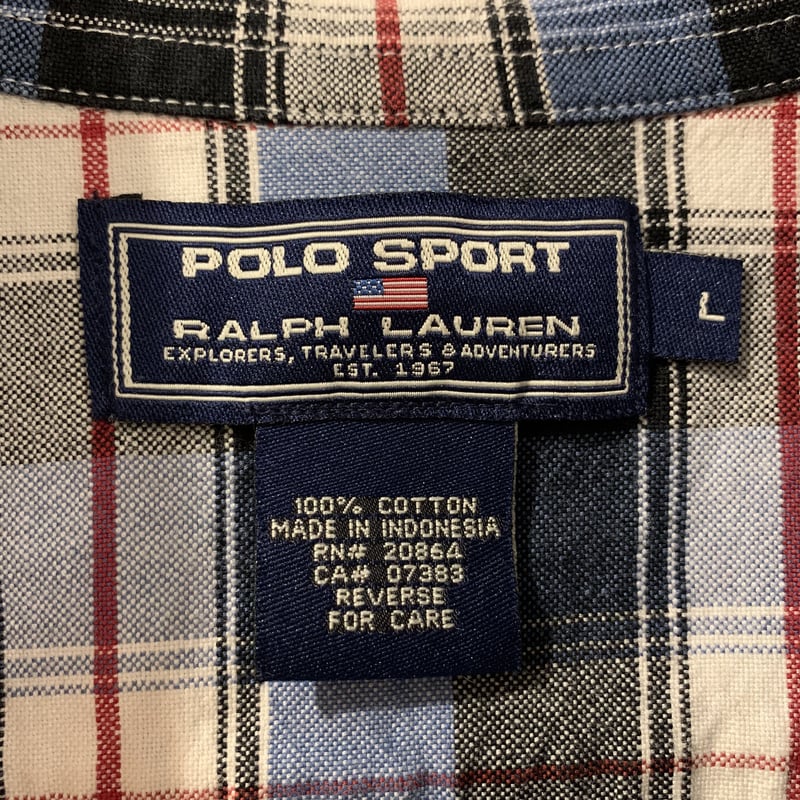 POLO SPORT
RALPH LAUREN
EXPLORERS, TRAVELERS & ADVENTURERS
EST. 1967
L
100% COTTON
MADE IN INDONESIA
RN# 20864
CA# 07383
REVERSE
FOR CARE